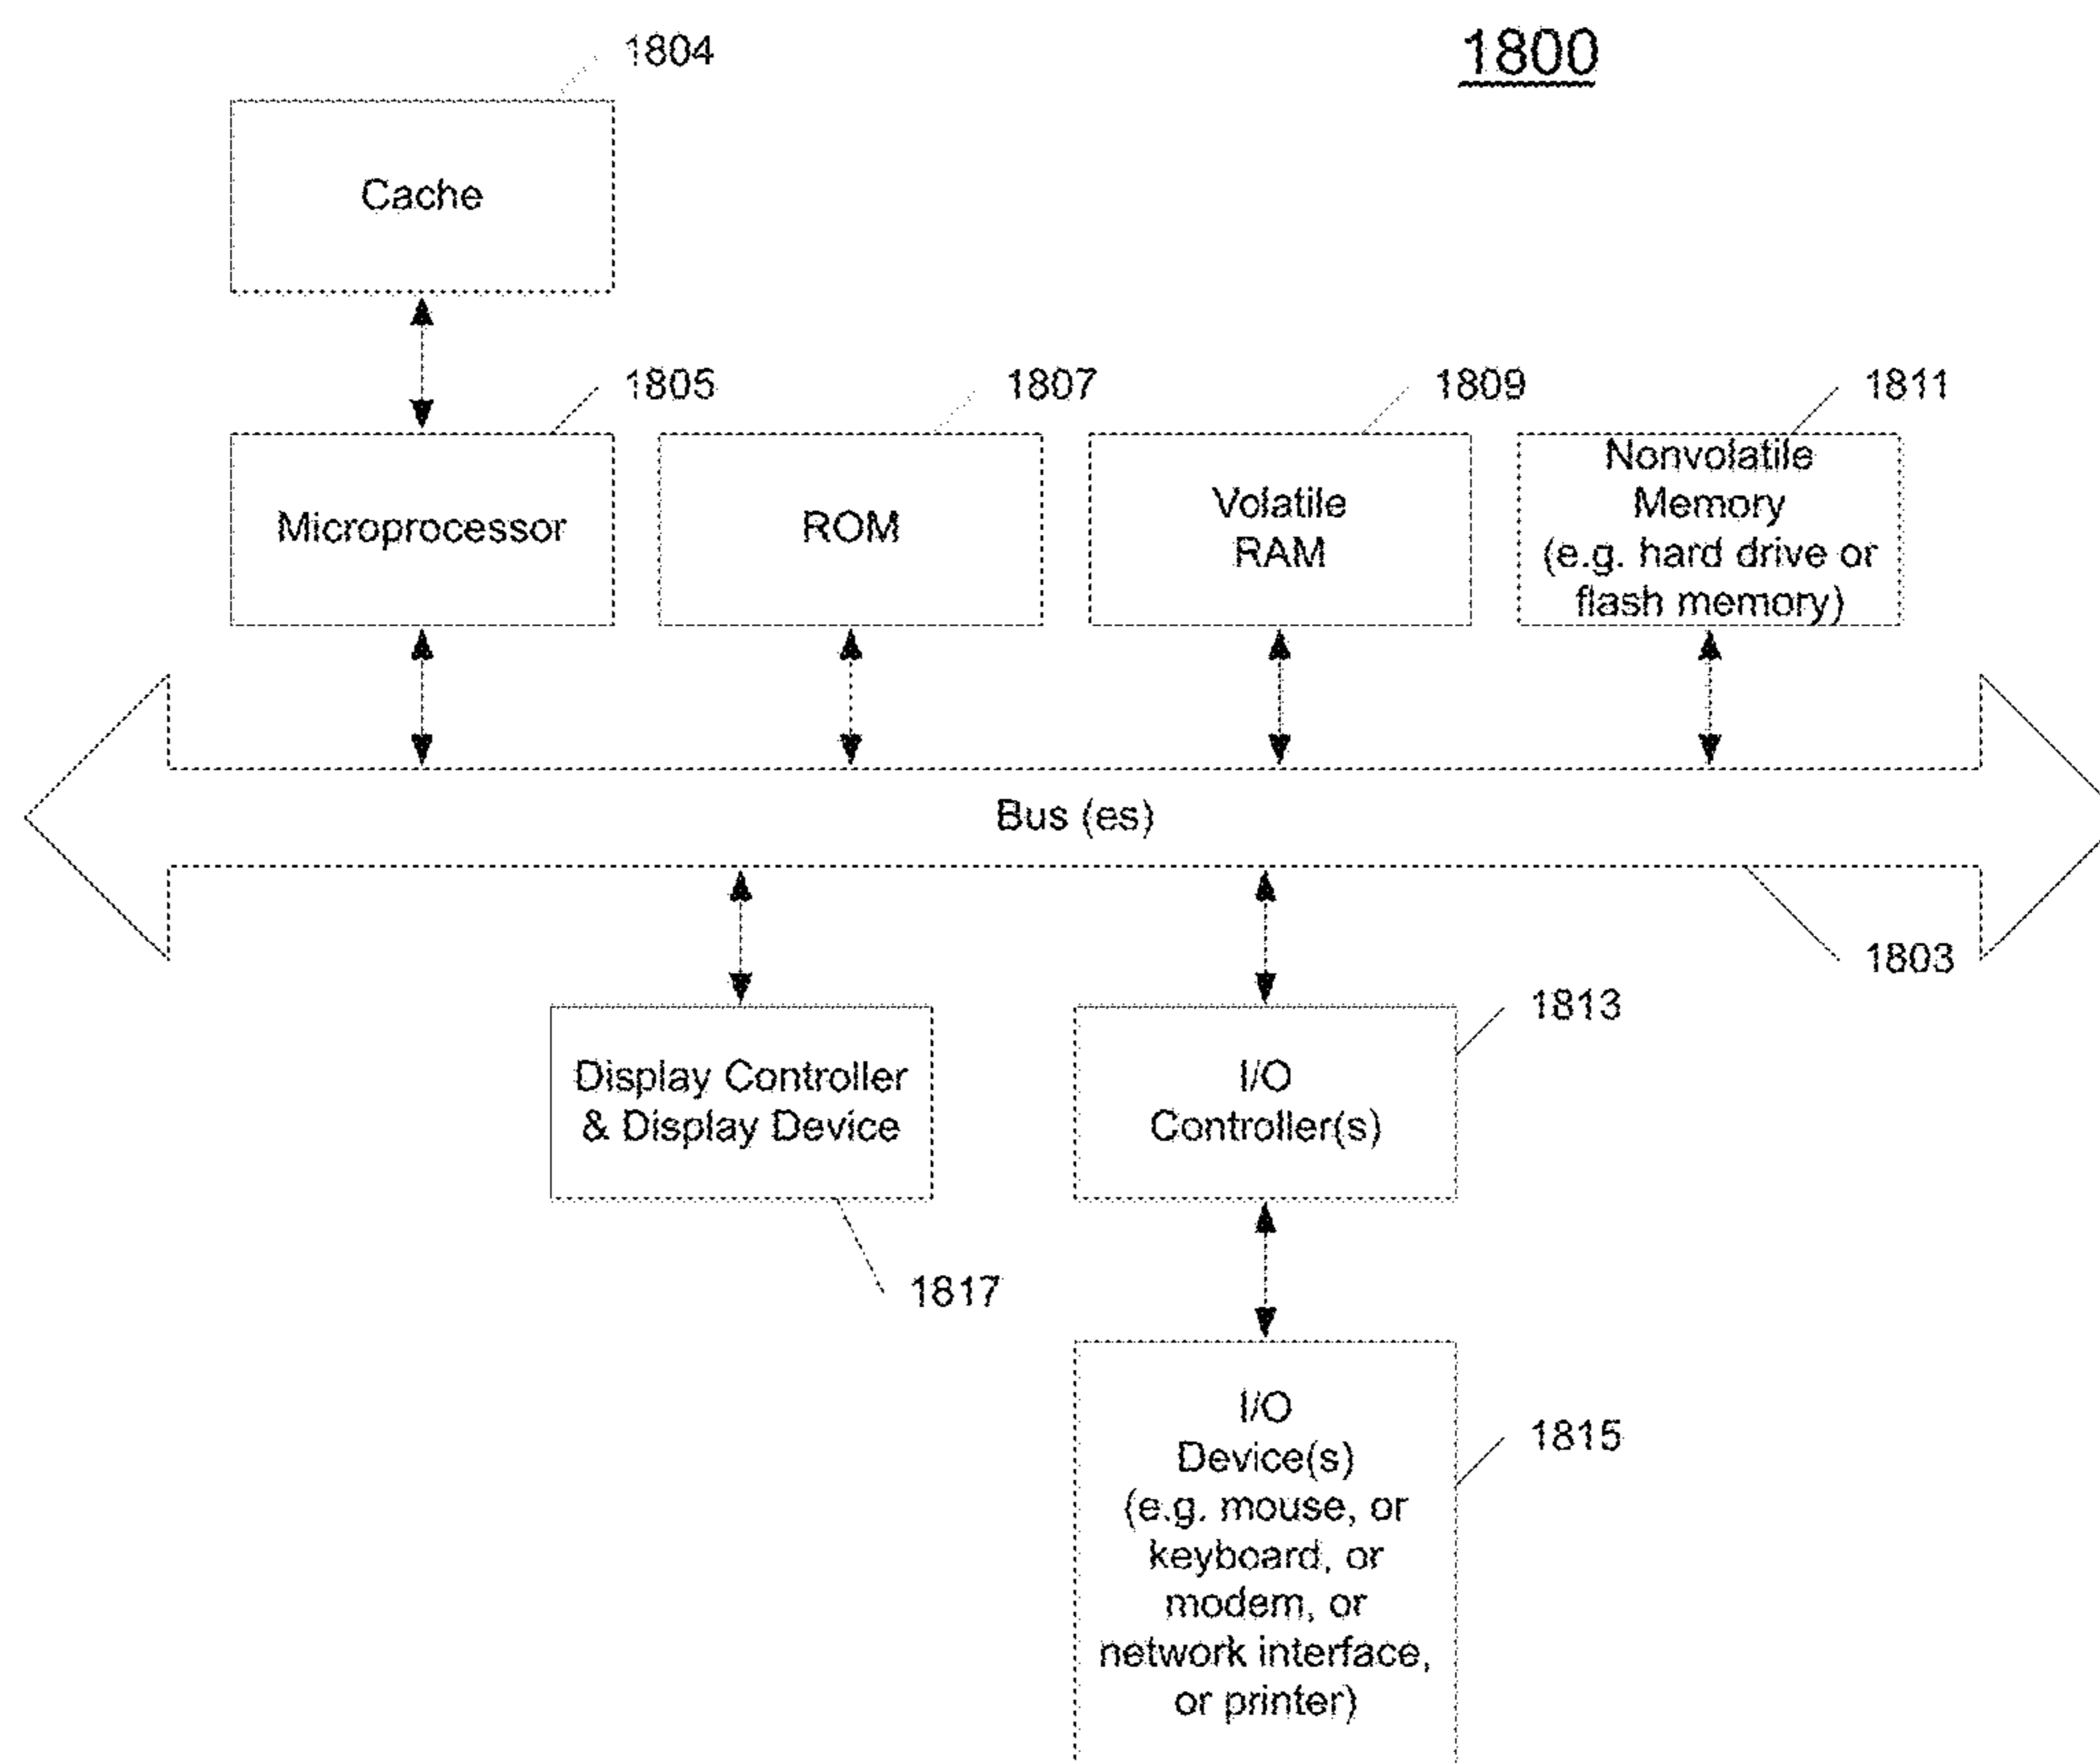 1800
1804
Cache
1805
1807
1809
1811
Microprocessor
ROM
Volatile
RAM
Nonvolatile
Memory
(e.g. hard drive or
flash memory)
Bus (es)
1803
1813
Display Controller
& Display Device
I/O
Controller(s)
1817
I/O
Device(s)
(e.g. mouse, or
keyboard, or
modem, or
network interface,
or printer)
1815